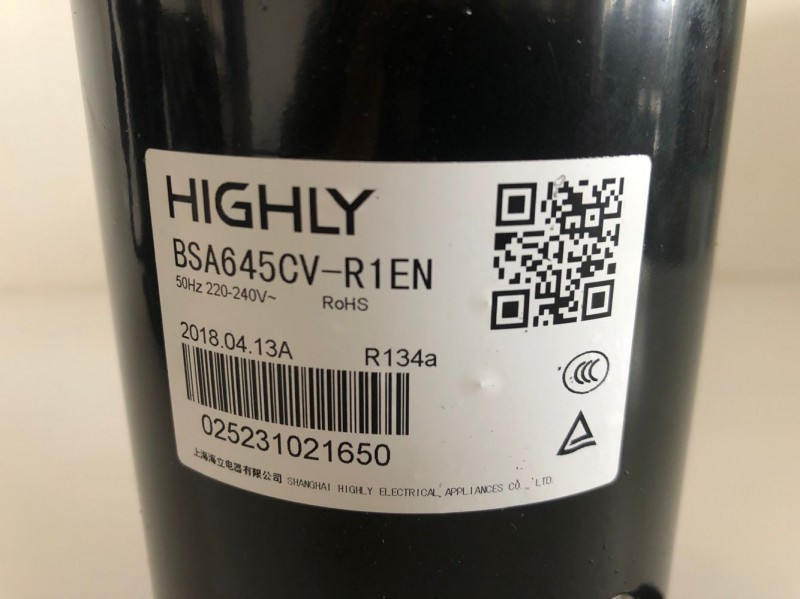 HIGHLY
BSA645CV-R1EN
50Hz 220-240V~ RoHS
2018.04.13A R134a
025231021650
上海海立电器有限公司 SHANGHAI HIGHLY ELECTRICAL APPLIANCES CO., LTD.
CCC